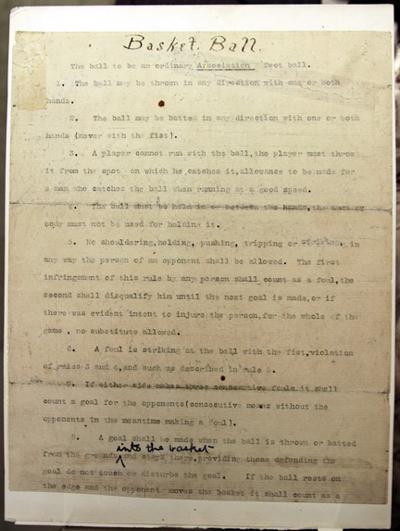 Basket Ball.
The ball to be an ordinary Association foot ball.
1. The ball may be thrown in any direction with one or both
hands.
2. The ball may be batted in any direction with one or both
hands (never with the fist).
3. A player cannot run with the ball, the player must throw
it from the spot on which he catches it, allowance to be made for
a man who catches the ball when running at a good speed.
4. The ball must be held in or between the hands, the arms or
body must not be used for holding it.
5. No shouldering, holding, pushing, tripping or striking in
any way the person of an opponent shall be allowed. The first
infringement of this rule by any person shall count as a foul, the
second shall disqualify him until the next goal is made, or if
there was evident intent to injure the person, for the whole of the
game, no substitute allowed.
6. A foul is striking at the ball with the fist, violation
of rules 3 and 4, and such as described in rule 5.
7. If either side makes three consecutive fouls it shall
count a goal for the opponents (consecutive means without the
opponents in the meantime making a foul).
8. A goal shall be made when the ball is thrown or batted
into the basket
from the grounds and stays there, providing those defending the
goal do not touch or disturb the goal. If the ball rests on
the edge and the opponent moves the basket it shall count as a